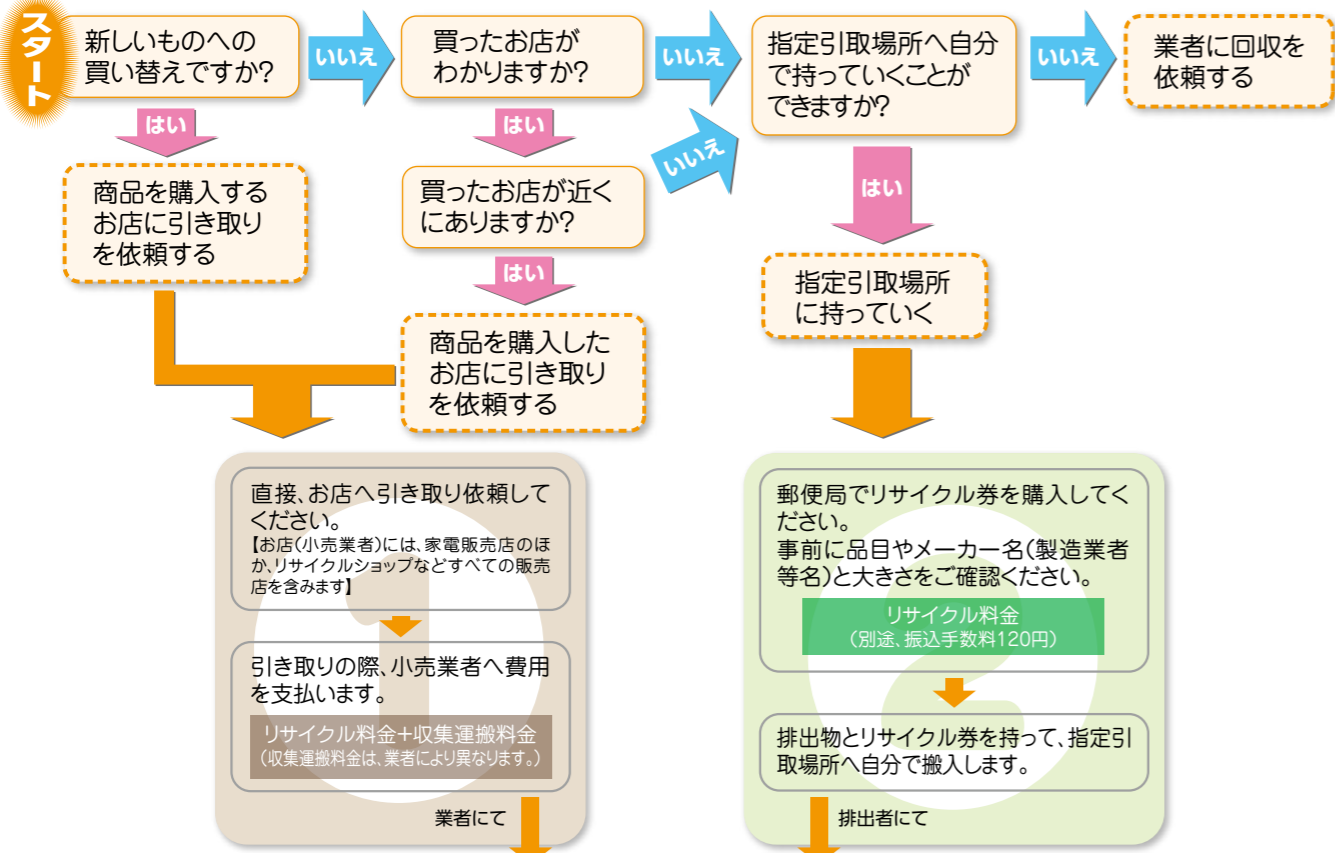 スタート
新しいものへの
買い替えですか?
いいえ
買ったお店が
わかりますか?
いいえ
指定引取場所へ自分
で持っていくことが
できますか?
いいえ
業者に回収を
依頼する
はい
はい
いいえ
はい
商品を購入する
お店に引き取り
を依頼する
買ったお店が近く
にありますか?
はい
指定引取場所
に持っていく
商品を購入した
お店に引き取り
を依頼する
1
直接、お店へ引き取り依頼して
ください。
【お店(小売業者)には、家電販売店のほ
か、リサイクルショップなどすべての販売
店を含みます】
引き取りの際、小売業者へ費用
を支払います。
リサイクル料金+収集運搬料金
(収集運搬料金は、業者により異なります。)
業者にて
2
郵便局でリサイクル券を購入してく
ださい。
事前に品目やメーカー名(製造業者
等名)と大きさをご確認ください。
リサイクル料金
(別途、振込手数料120円)
排出物とリサイクル券を持って、指定引
取場所へ自分で搬入します。
排出者にて